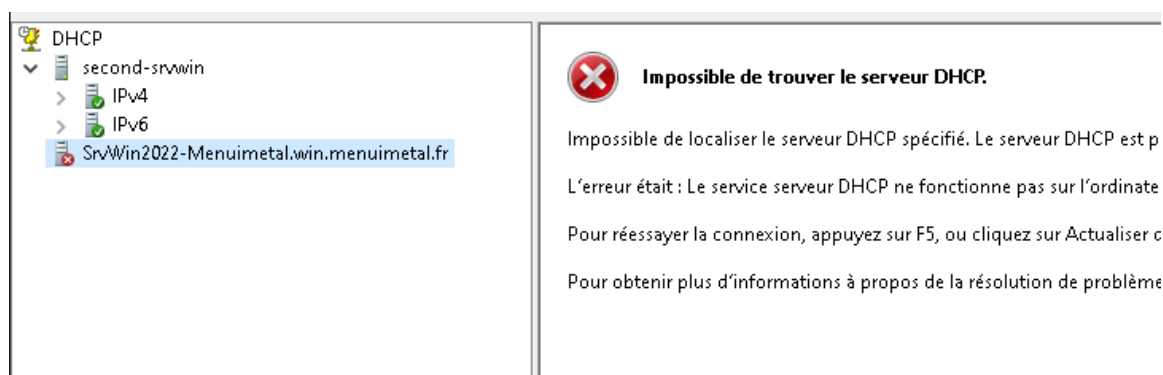 DHCP
second-srvwin
IPv4
IPv6
SrvWin2022-Menuimetal.win.menuimetal.fr
Impossible de trouver le serveur DHCP.
Impossible de localiser le serveur DHCP spécifié. Le serveur DHCP est p
L'erreur était : Le service serveur DHCP ne fonctionne pas sur l'ordinate
Pour réessayer la connexion, appuyez sur F5, ou cliquez sur Actualiser d
Pour obtenir plus d'informations à propos de la résolution de problème